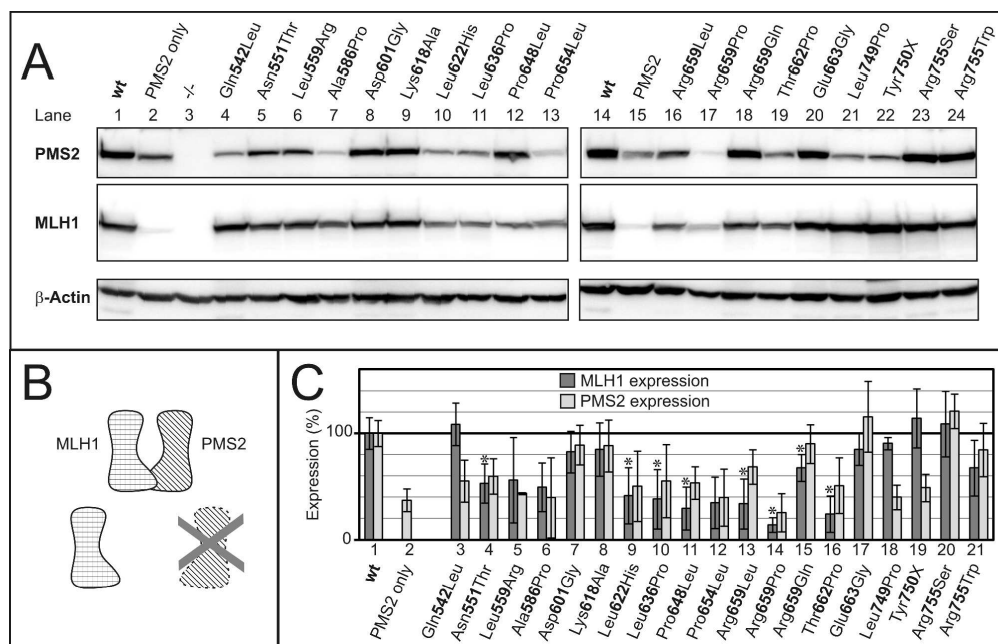 A
wt PMS2 only -/- Gln542Leu Asn551Thr Leu559Arg Ala586Pro Asp601Gly Lys618Ala Leu622His Leu636Pro Pro648Leu Pro654Leu wt PMS2 Arg659Leu Arg659Pro Arg659Gln Thr662Pro Glu663Gly Leu749Pro Tyr750X Arg755Ser Arg755Trp
Lane 1 2 3 4 5 6 7 8 9 10 11 12 13 14 15 16 17 18 19 20 21 22 23 24
PMS2
MLH1
β-Actin
B
MLH1 PMS2
C
MLH1 expression
PMS2 expression
Expression (%)
100
0
* * * * * * * *
1 2 3 4 5 6 7 8 9 10 11 12 13 14 15 16 17 18 19 20 21
wt PMS2 only Gln542Leu Asn551Thr Leu559Arg Ala586Pro Asp601Gly Lys618Ala Leu622His Leu636Pro Pro648Leu Pro654Leu Arg659Leu Arg659Pro Arg659Gln Thr662Pro Glu663Gly Leu749Pro Tyr750X Arg755Ser Arg755Trp